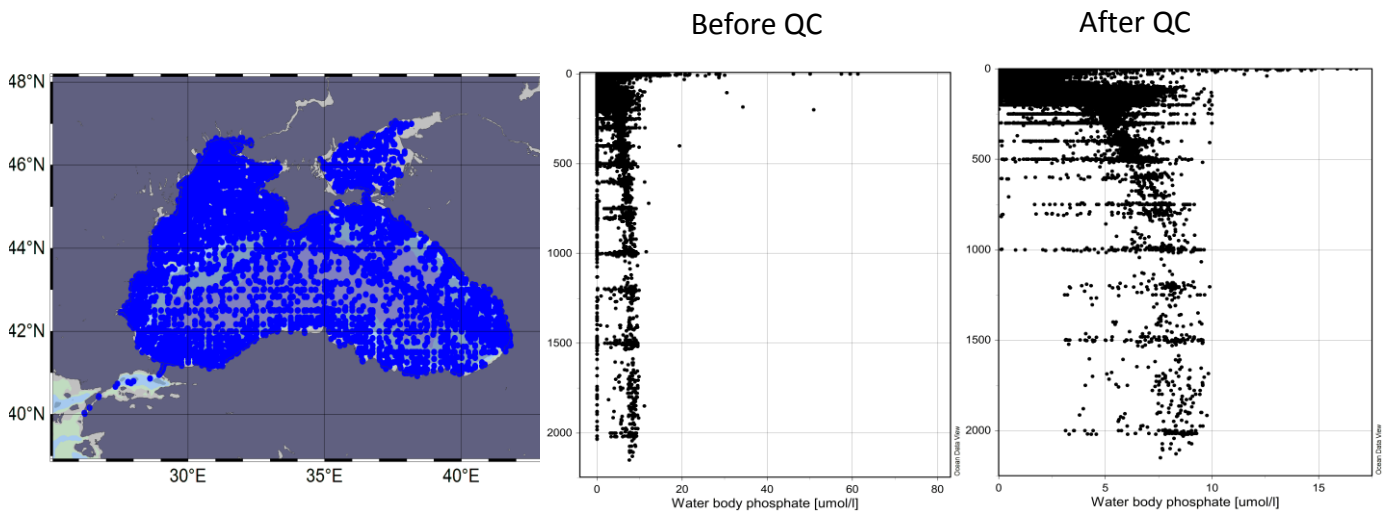 Before QC
After QC
48°N
46°N
44°N
42°N
40°N
30°E
35°E
40°E
0
500
1000
1500
2000
0
20
40
60
80
Water body phosphate [umol/l]
Ocean Data View
0
500
1000
1500
2000
0
5
10
15
Water body phosphate [umol/l]
Ocean Data View